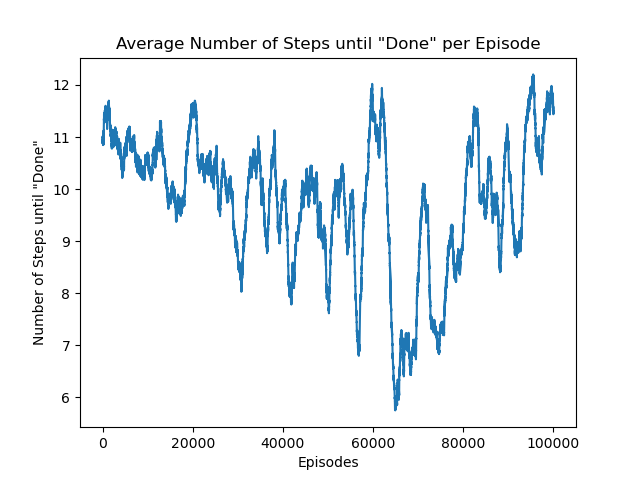 Average Number of Steps until "Done" per Episode
Number of Steps until "Done"
12
11
10
9
8
7
6
0 20000 40000 60000 80000 100000
Episodes